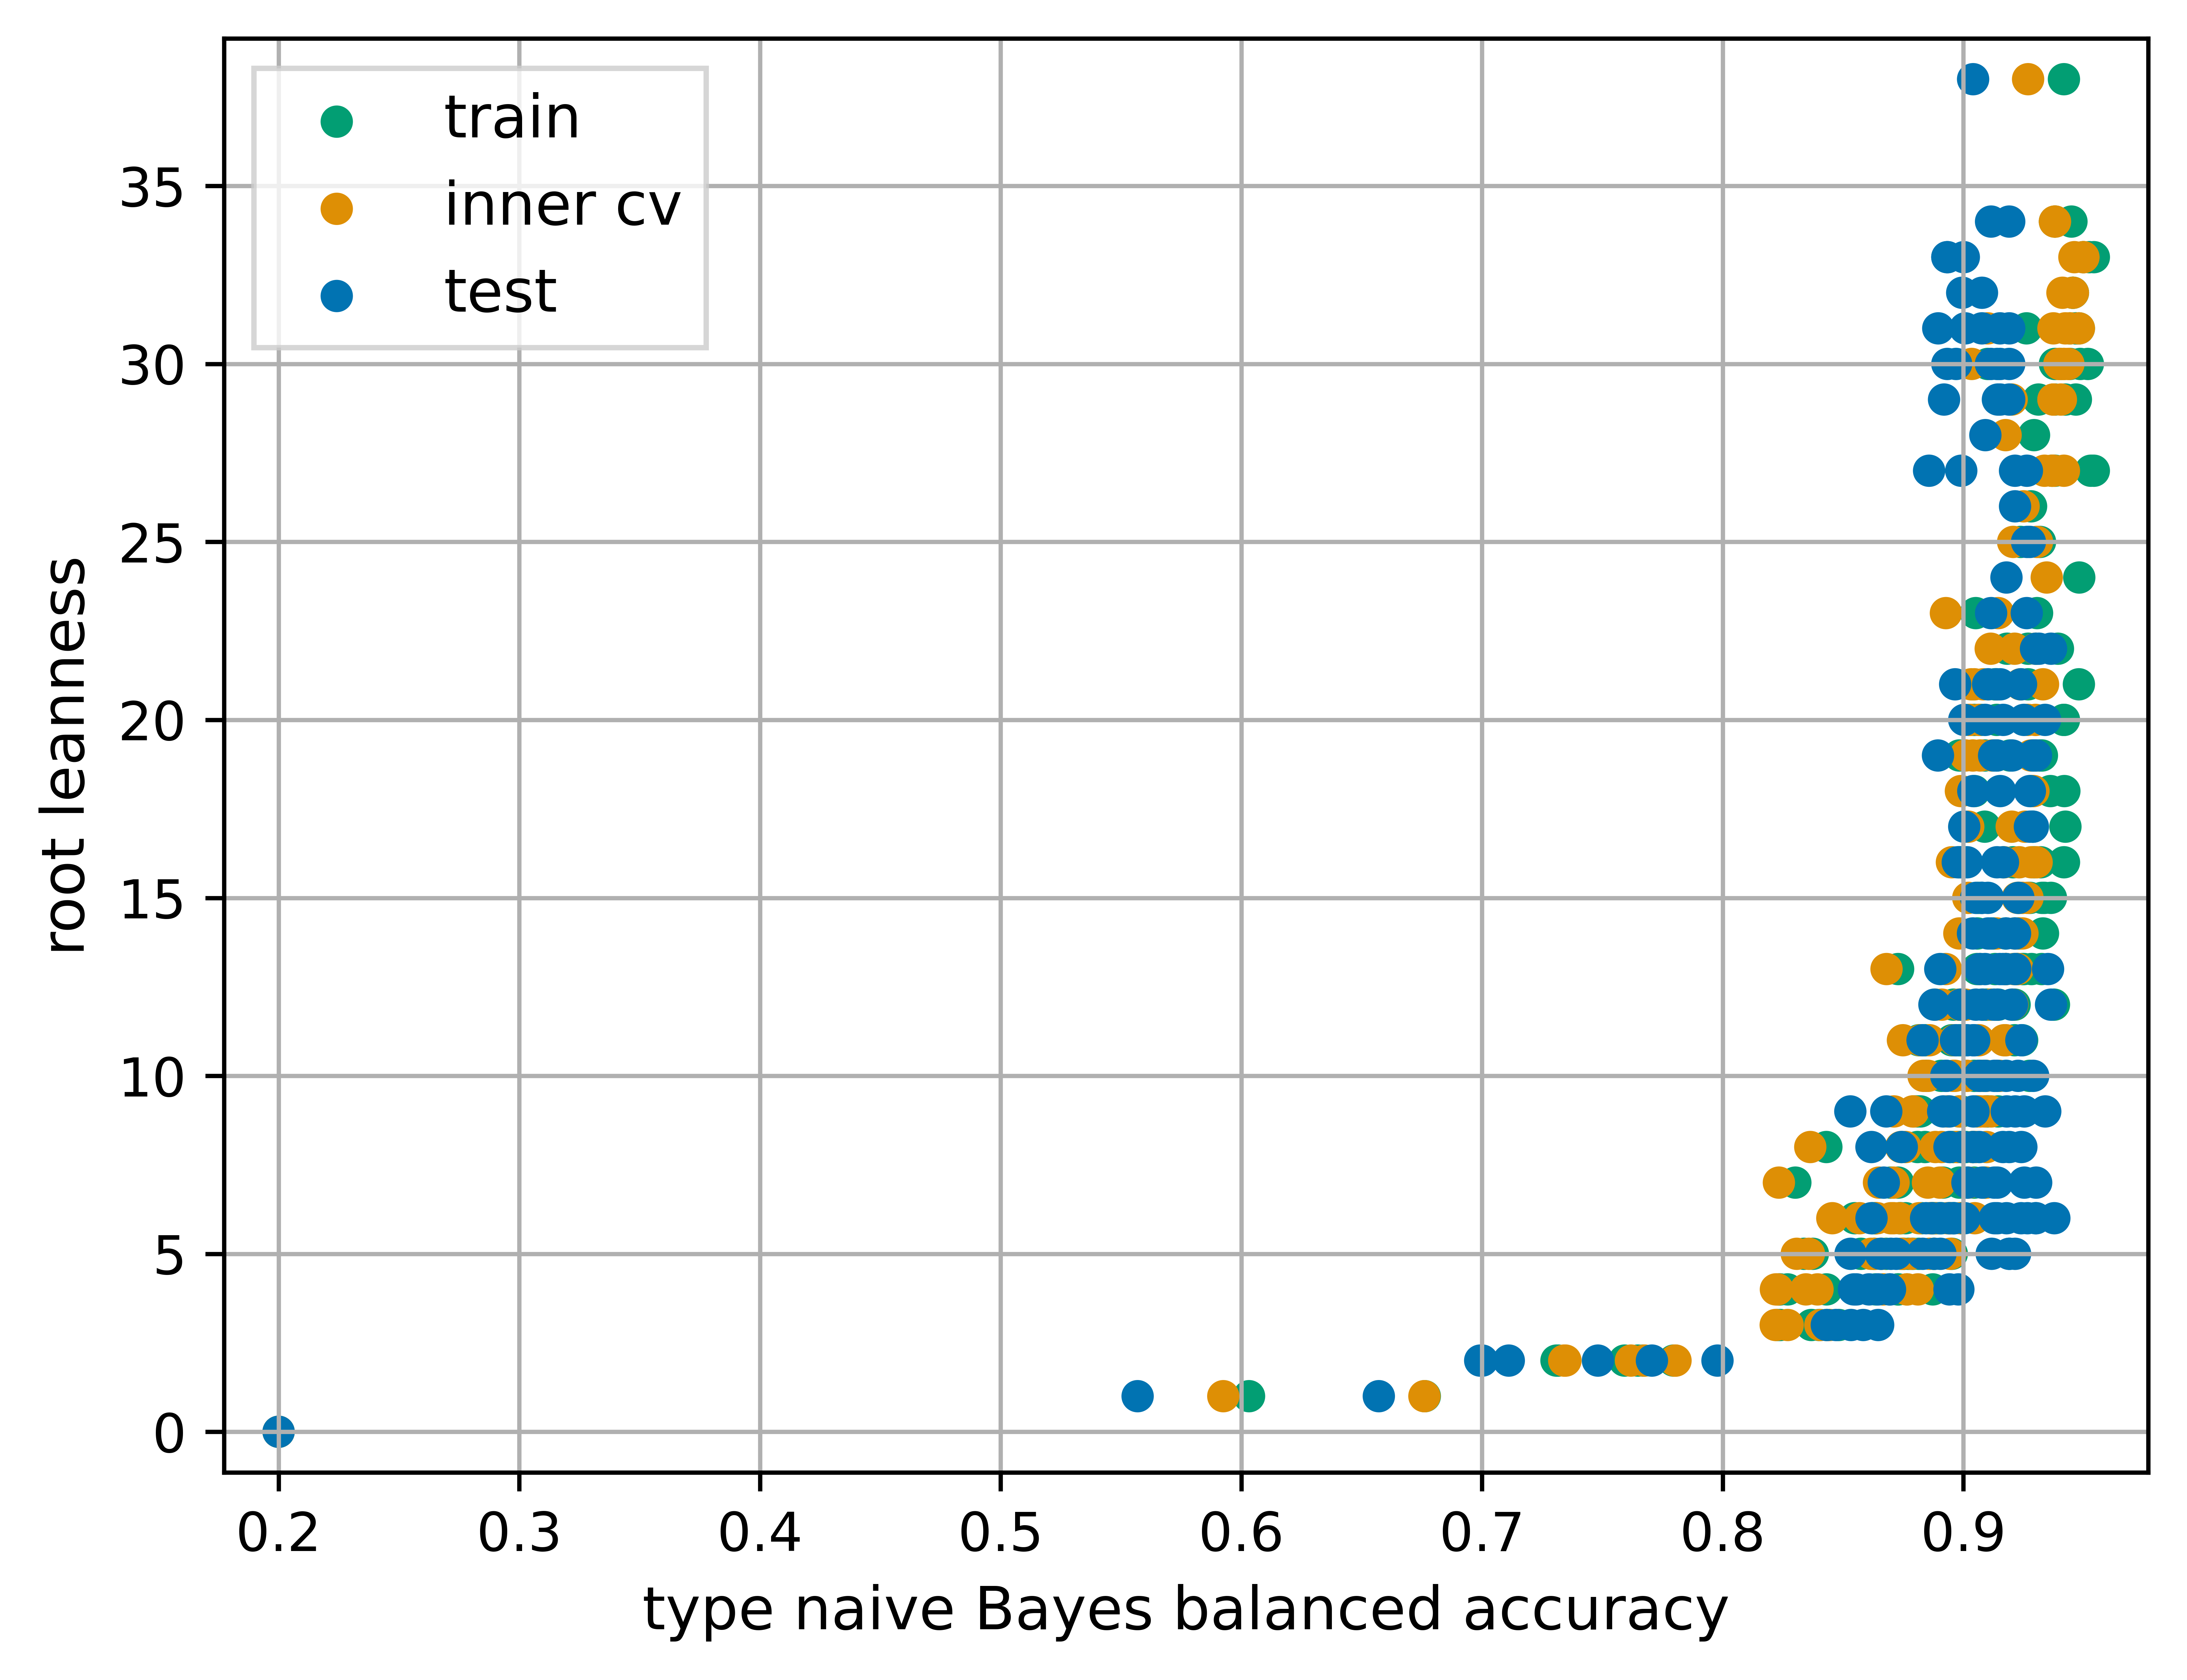 train
inner cv
test
35
30
25
20
15
10
5
0
root leanness
0.2 0.3 0.4 0.5 0.6 0.7 0.8 0.9
type naive Bayes balanced accuracy